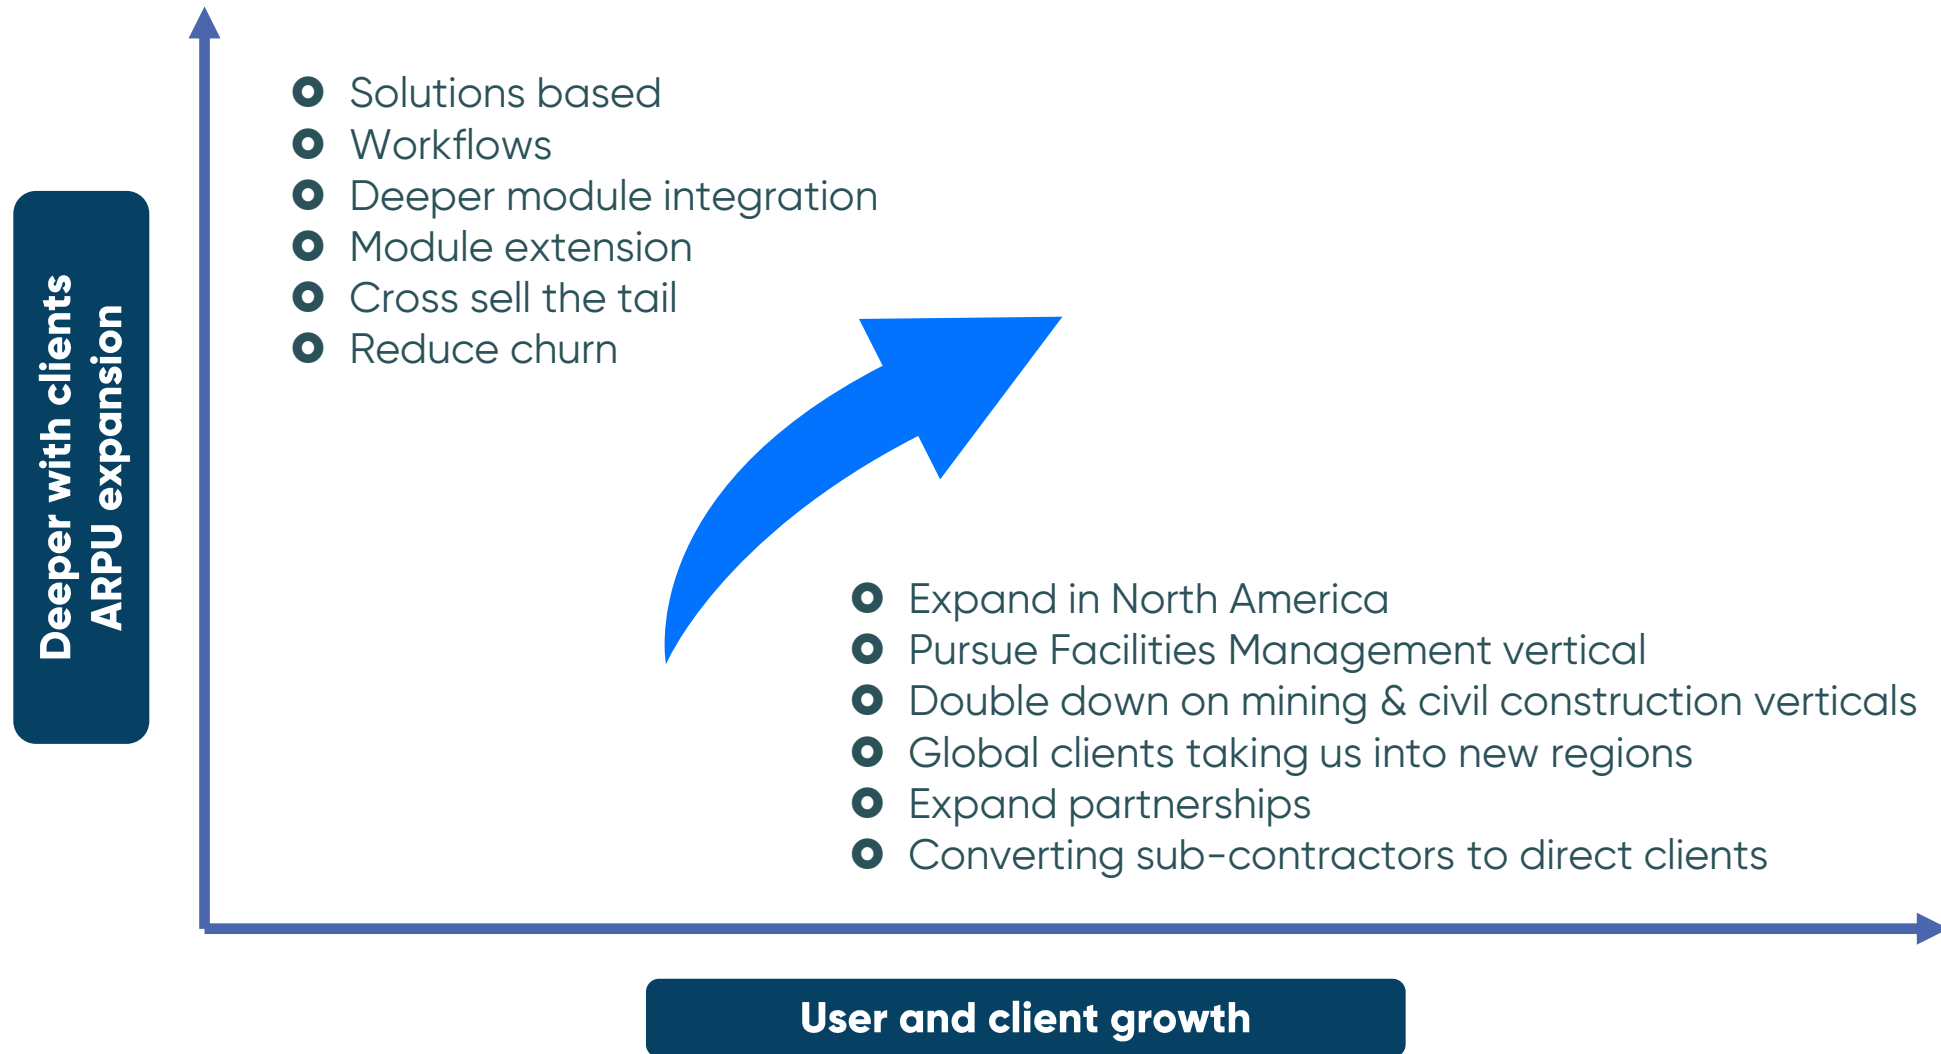 Solutions based
Workflows
Deeper module integration
Module extension
Cross sell the tail
Reduce churn
Deeper with clients
ARPU expansion
Expand in North America
Pursue Facilities Management vertical
Double down on mining & civil construction verticals
Global clients taking us into new regions
Expand partnerships
Converting sub-contractors to direct clients
User and client growth